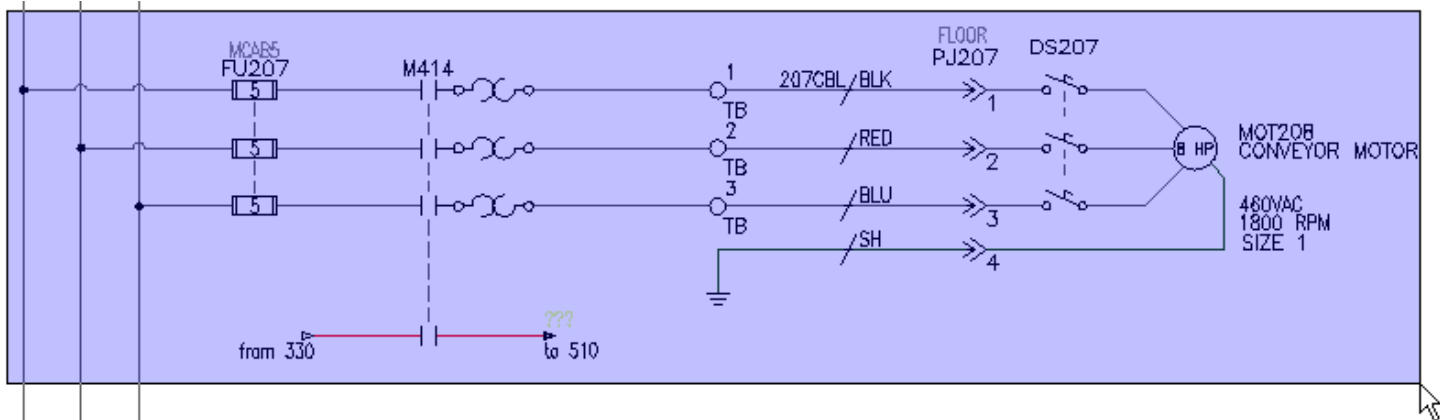 MCAB5
FU207
M414
FLOOR
PJ207
DS207
5
1
TB
207CBL BLK
1
5
2
TB
RED
2
8 HP
MOT208
CONVEYOR MOTOR
5
3
TB
BLU
3
460VAC
1800 RPM
SIZE 1
SH
4
from 330
???
to 510